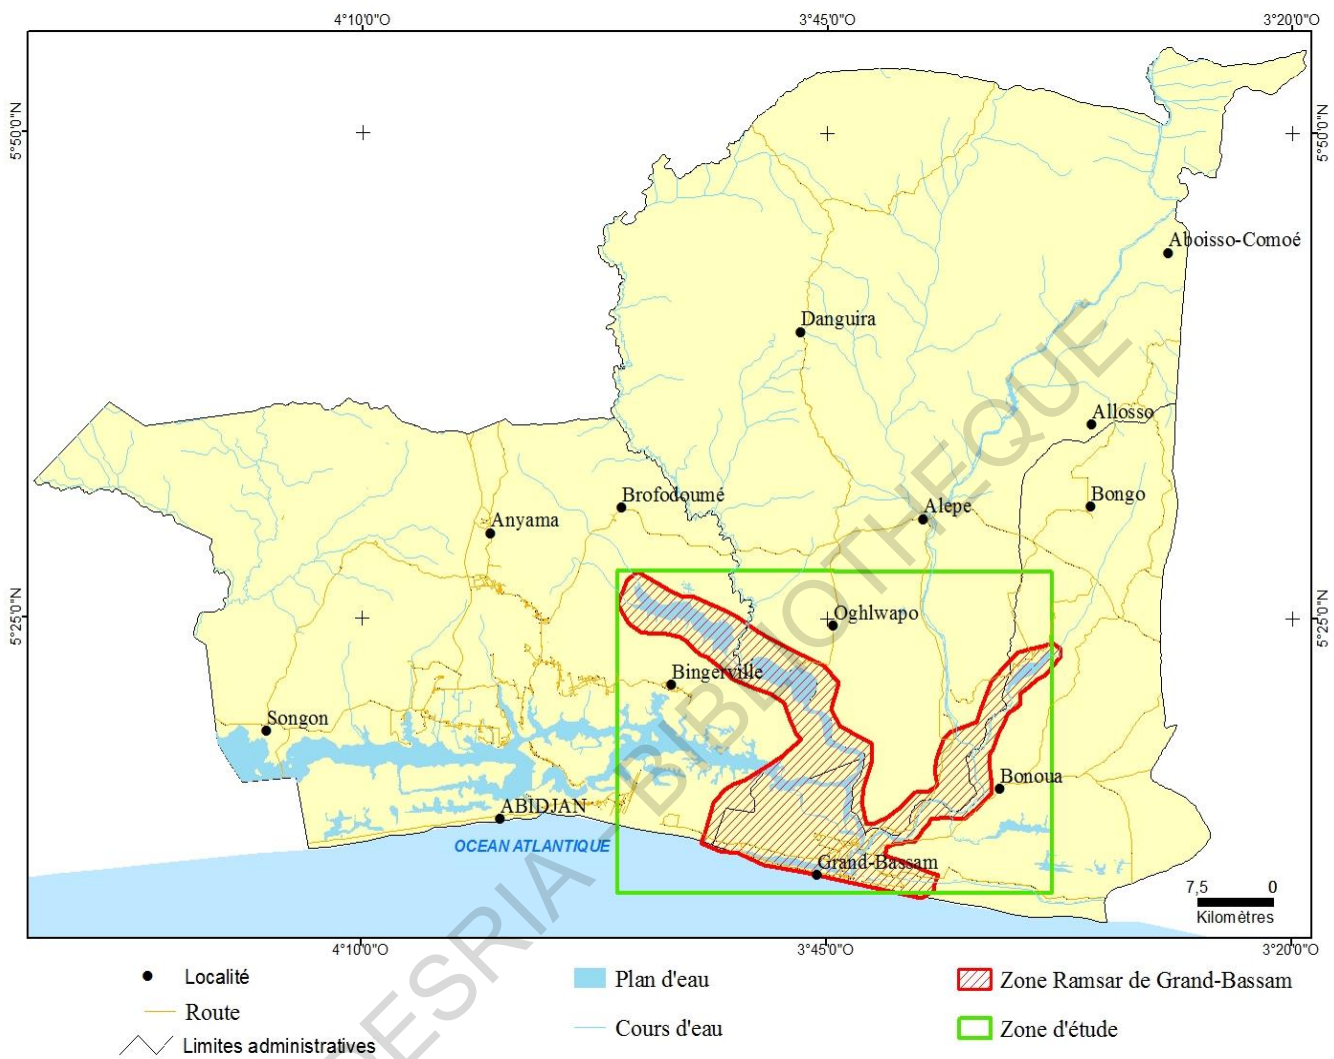 4°10'0"O
3°45'0"O
3°20'0"O
5°50'0"N
5°50'0"N
Aboisso-Comoé
Danguira
Allosso
Brofodoumé
Bongo
Anyama
Alepe
5°25'0"N
Oghlwapo
5°25'0"N
Bingerville
Songon
Bonoua
ABIDJAN
OCEAN ATLANTIQUE
Grand-Bassam
7,5 0
Kilomètres
4°10'0"O
3°45'0"O
3°20'0"O
DESRIA - BIBLIOTHEQUE
Localité
Plan d'eau
Zone Ramsar de Grand-Bassam
Route
Cours d'eau
Zone d'étude
Limites administratives